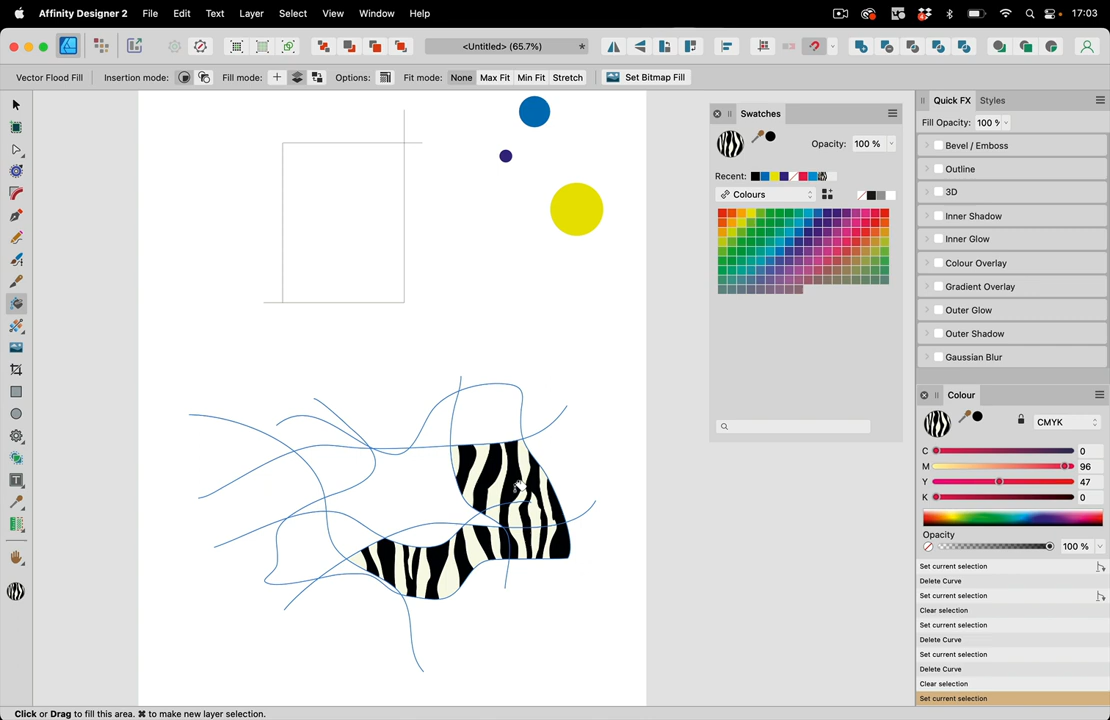 Affinity Designer 2 File Edit Text Layer Select View Window Help 17:03
<Untitled> (65.7%) *
Vector Flood Fill Insertion mode: Fill mode: Options: Fit mode: None Max Fit Min Fit Stretch Set Bitmap Fill
Swatches
Opacity: 100 %
Recent:
Colours
Quick FX Styles
Fill Opacity: 100 %
Bevel / Emboss
Outline
3D
Inner Shadow
Inner Glow
Colour Overlay
Gradient Overlay
Outer Glow
Outer Shadow
Gaussian Blur
Colour
CMYK
C 0
M 96
Y 47
K 0
Opacity
100 %
Set current selection
Delete Curve
Set current selection
Clear selection
Set current selection
Delete Curve
Set current selection
Delete Curve
Clear selection
Set current selection
Click or Drag to fill this area. ⌘ to make new layer selection.